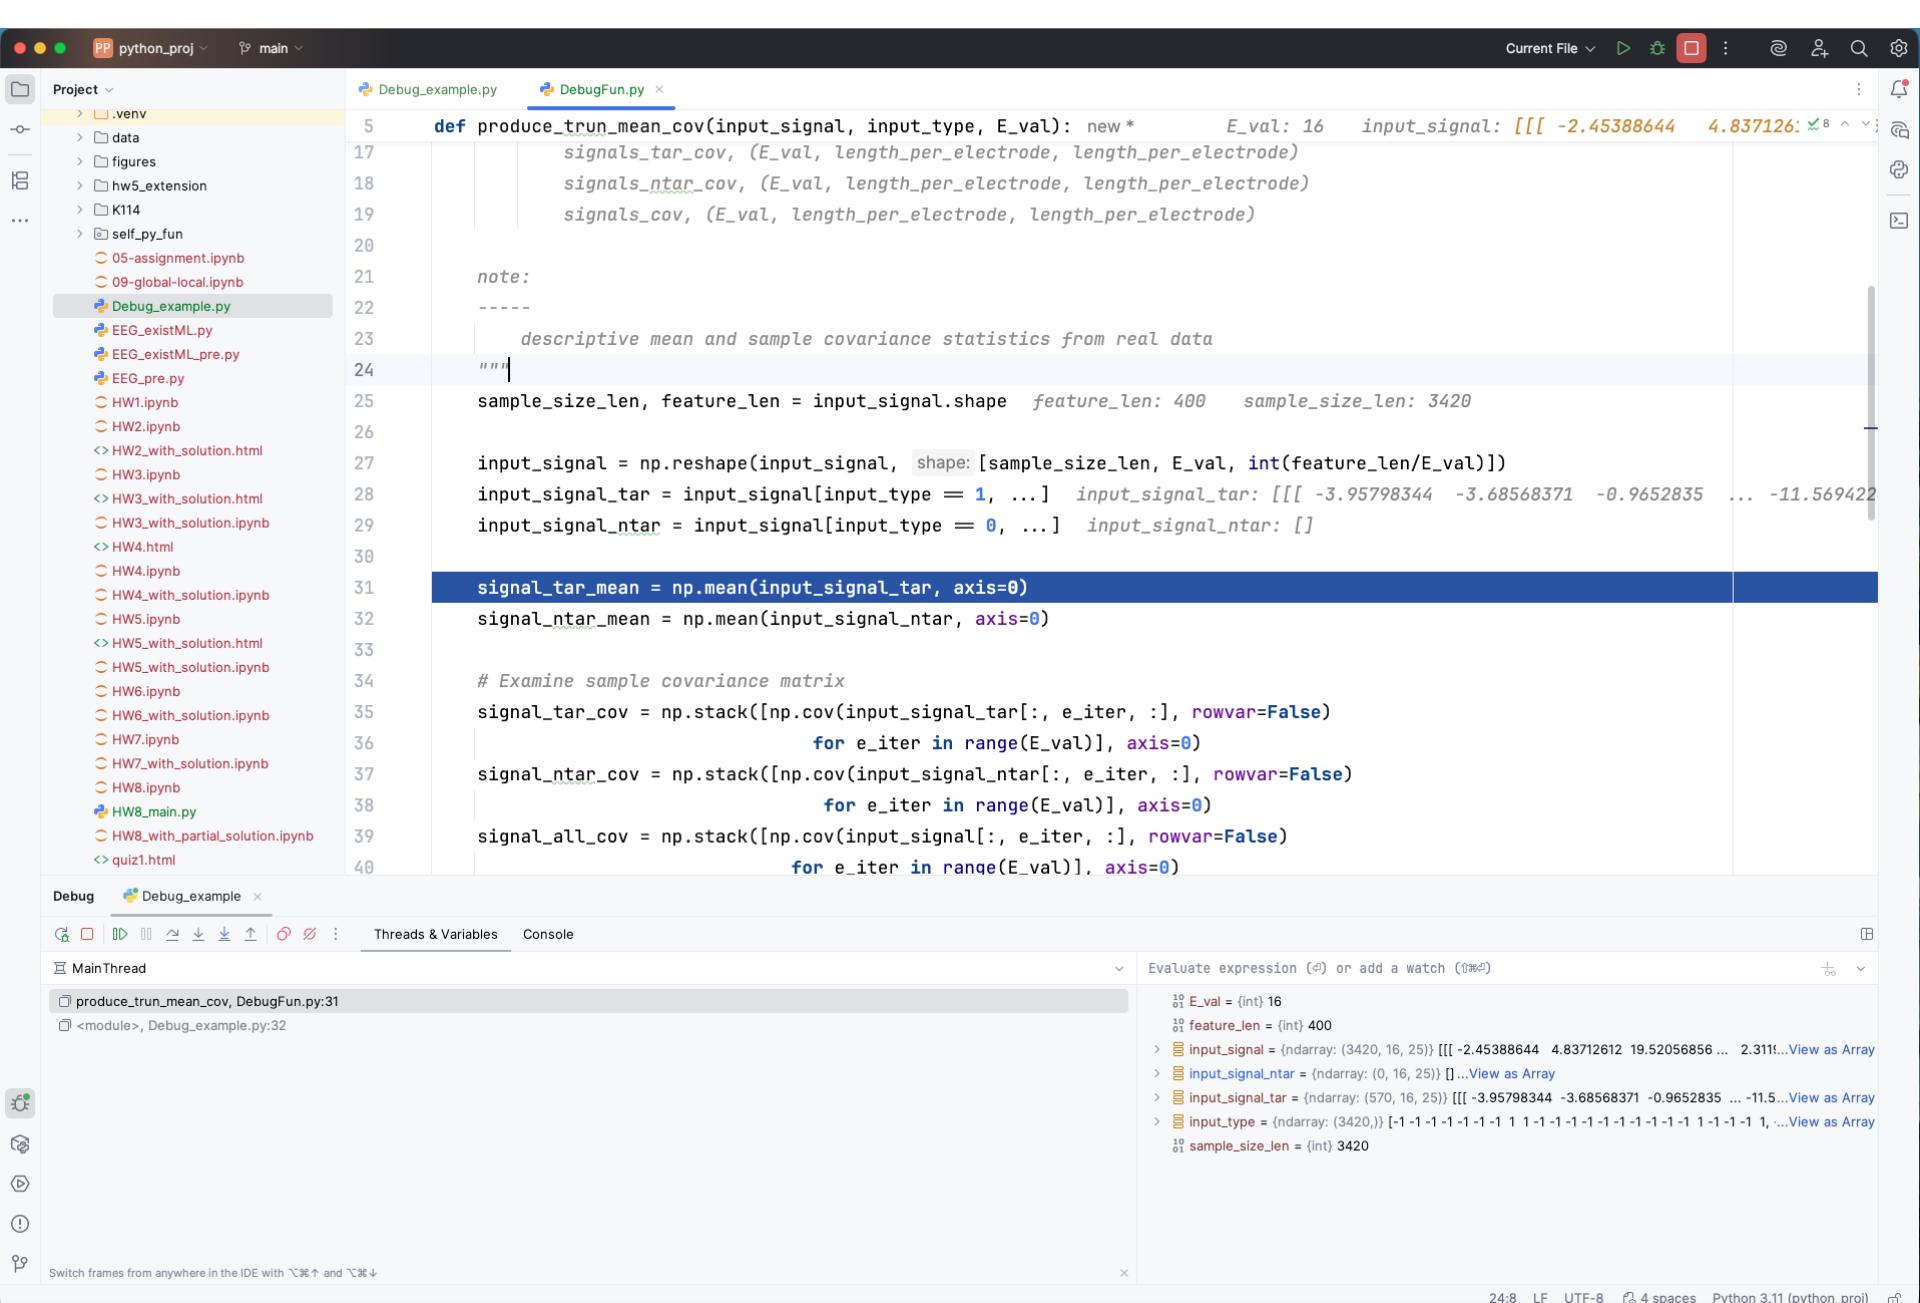 PP python_proj
main
Current File
Project
Debug_example.py
DebugFun.py
.venv
data
figures
hw5_extension
K114
self_py_fun
05-assignment.ipynb
09-global-local.ipynb
Debug_example.py
EEG_existML.py
EEG_existML_pre.py
EEG_pre.py
HW1.ipynb
HW2.ipynb
HW2_with_solution.html
HW3.ipynb
HW3_with_solution.html
HW3_with_solution.ipynb
HW4.html
HW4.ipynb
HW4_with_solution.ipynb
HW5.ipynb
HW5_with_solution.html
HW5_with_solution.ipynb
HW6.ipynb
HW6_with_solution.ipynb
HW7.ipynb
HW7_with_solution.ipynb
HW8.ipynb
HW8_main.py
HW8_with_partial_solution.ipynb
quiz1.html
5 def produce_trun_mean_cov(input_signal, input_type, E_val): new * E_val: 16 input_signal: [[[ -2.45388644 4.837126 8
17 signals_tar_cov, (E_val, length_per_electrode, length_per_electrode)
18 signals_ntar_cov, (E_val, length_per_electrode, length_per_electrode)
19 signals_cov, (E_val, length_per_electrode, length_per_electrode)
20
21 note:
22 -----
23 descriptive mean and sample covariance statistics from real data
24 """
25 sample_size_len, feature_len = input_signal.shape feature_len: 400 sample_size_len: 3420
26
27 input_signal = np.reshape(input_signal, shape: [sample_size_len, E_val, int(feature_len/E_val)])
28 input_signal_tar = input_signal[input_type == 1, ...] input_signal_tar: [[[ -3.95798344 -3.68568371 -0.9652835 ... -11.569422
29 input_signal_ntar = input_signal[input_type == 0, ...] input_signal_ntar: []
30
31 signal_tar_mean = np.mean(input_signal_tar, axis=0)
32 signal_ntar_mean = np.mean(input_signal_ntar, axis=0)
33
34 # Examine sample covariance matrix
35 signal_tar_cov = np.stack([np.cov(input_signal_tar[:, e_iter, :], rowvar=False)
36 for e_iter in range(E_val)], axis=0)
37 signal_ntar_cov = np.stack([np.cov(input_signal_ntar[:, e_iter, :], rowvar=False)
38 for e_iter in range(E_val)], axis=0)
39 signal_all_cov = np.stack([np.cov(input_signal[:, e_iter, :], rowvar=False)
40 for e_iter in range(E_val)], axis=0)
Debug
Debug_example
Threads & Variables
Console
MainThread
produce_trun_mean_cov, DebugFun.py:31
<module>, Debug_example.py:32
Switch frames from anywhere in the IDE with ⌥⌘↑ and ⌥⌘↓
Evaluate expression (⏎) or add a watch (⇧⌘⏎)
E_val = {int} 16
feature_len = {int} 400
input_signal = {ndarray: (3420, 16, 25)} [[[ -2.45388644 4.83712612 19.52056856 ... 2.311...View as Array
input_signal_ntar = {ndarray: (0, 16, 25)} [] ...View as Array
input_signal_tar = {ndarray: (570, 16, 25)} [[[ -3.95798344 -3.68568371 -0.9652835 ... -11.5...View as Array
input_type = {ndarray: (3420,)} [-1 -1 -1 -1 -1 -1 -1 1 1 -1 -1 -1 -1 -1 -1 -1 -1 -1 -1 1 -1 -1 -1 1, ...View as Array
sample_size_len = {int} 3420
24:8 LF UTF-8 4 spaces Python 3.11 (python_proj)